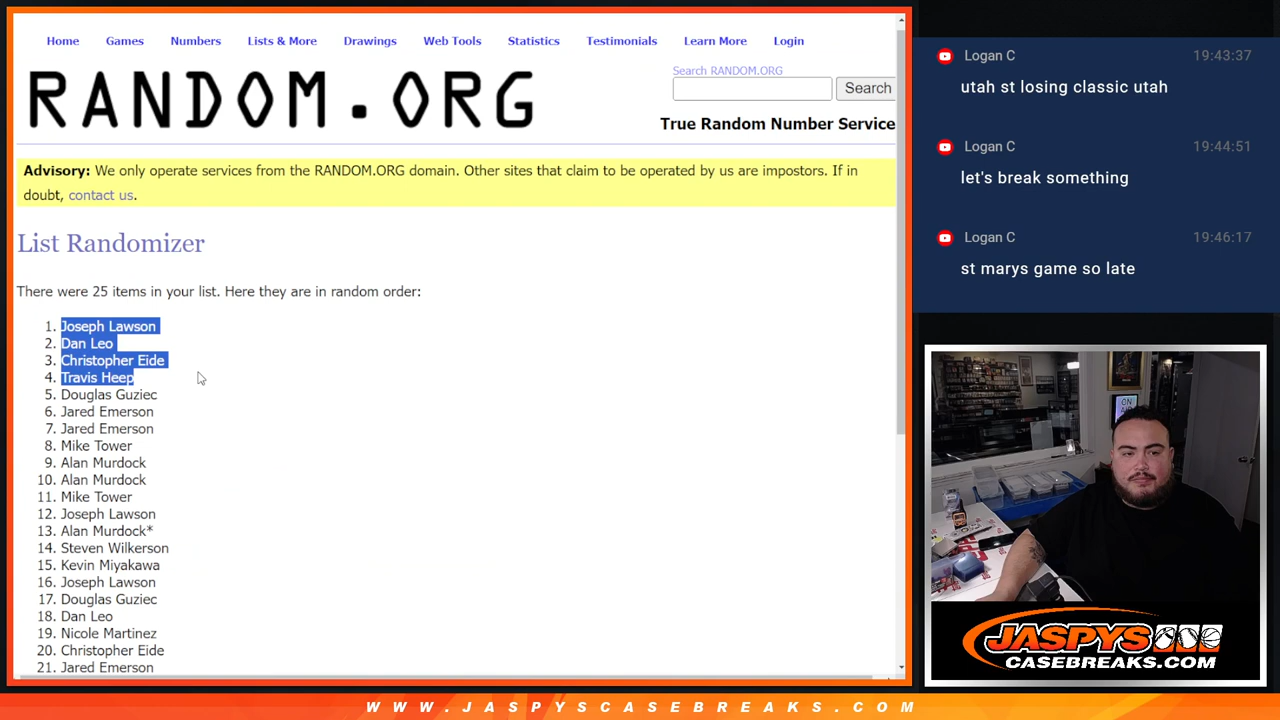 Home Games Numbers Lists & More Drawings Web Tools Statistics Testimonials Learn More Login
Search RANDOM.ORG
RANDOM.ORG
Search
True Random Number Service
Advisory: We only operate services from the RANDOM.ORG domain. Other sites that claim to be operated by us are impostors. If in
doubt, contact us.
List Randomizer
There were 25 items in your list. Here they are in random order:
1. Joseph Lawson
2. Dan Leo
3. Christopher Eide
4. Travis Heep
5. Douglas Guziec
6. Jared Emerson
7. Jared Emerson
8. Mike Tower
9. Alan Murdock
10. Alan Murdock
11. Mike Tower
12. Joseph Lawson
13. Alan Murdock*
14. Steven Wilkerson
15. Kevin Miyakawa
16. Joseph Lawson
17. Douglas Guziec
18. Dan Leo
19. Nicole Martinez
20. Christopher Eide
21. Jared Emerson
Logan C 19:43:37
utah st losing classic utah
Logan C 19:44:51
let's break something
Logan C 19:46:17
st marys game so late
ON
AIR
JASPYS
CASEBREAKS.COM
WWW.JASPYSCASEBREAKS.COM